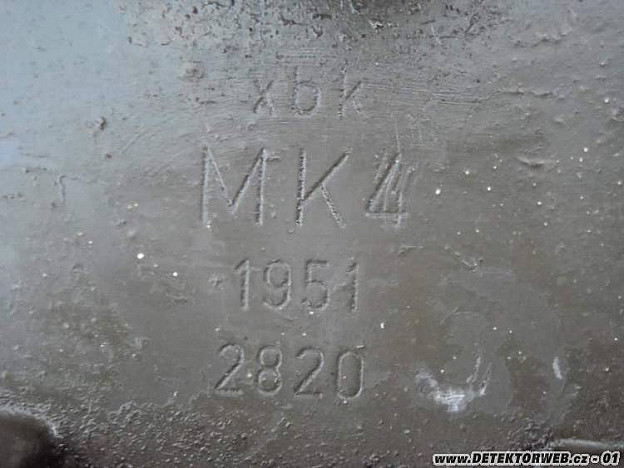 xbk
MK4
1951
2820
www.DETEKTORWEB.cz - 01